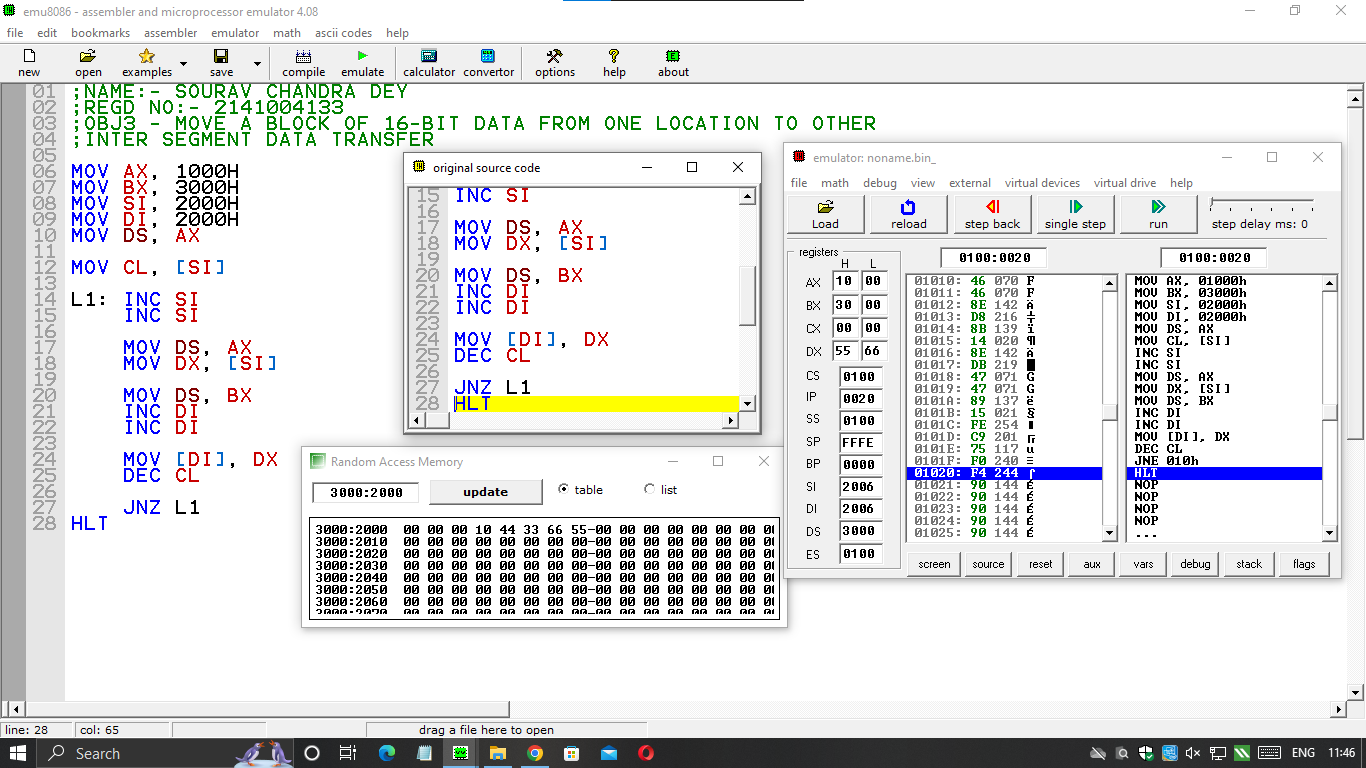 emu8086 - assembler and microprocessor emulator 4.08
file edit bookmarks assembler emulator math ascii codes help
new open examples save compile emulate calculator convertor options help about
01 ;NAME:- SOURAV CHANDRA DEY
02 ;REGD NO:- 2141004133
03 ;OBJ3 - MOVE A BLOCK OF 16-BIT DATA FROM ONE LOCATION TO OTHER
04 ;INTER SEGMENT DATA TRANSFER
05
06 MOV AX, 1000H
07 MOV BX, 3000H
08 MOV SI, 2000H
09 MOV DI, 2000H
10 MOV DS, AX
11
12 MOV CL, [SI]
13
14 L1: INC SI
15 INC SI
16
17 MOV DS, AX
18 MOV DX, [SI]
19
20 MOV DS, BX
21 INC DI
22 INC DI
23
24 MOV [DI], DX
25 DEC CL
26
27 JNZ L1
28 HLT
original source code
15 INC SI
16
17 MOV DS, AX
18 MOV DX, [SI]
19
20 MOV DS, BX
21 INC DI
22 INC DI
23
24 MOV [DI], DX
25 DEC CL
26
27 JNZ L1
28 HLT
Random Access Memory
3000:2000 update table list
3000:2000 00 00 00 10 44 33 66 55-00 00 00 00 00 00 00
3000:2010 00 00 00 00 00 00 00 00-00 00 00 00 00 00 00
3000:2020 00 00 00 00 00 00 00 00-00 00 00 00 00 00 00
3000:2030 00 00 00 00 00 00 00 00-00 00 00 00 00 00 00
3000:2040 00 00 00 00 00 00 00 00-00 00 00 00 00 00 00
3000:2050 00 00 00 00 00 00 00 00-00 00 00 00 00 00 00
3000:2060 00 00 00 00 00 00 00 00-00 00 00 00 00 00 00
3000:2070 00 00 00 00 00 00 00 00-00 00 00 00 00 00 00
emulator: noname.bin_
file math debug view external virtual devices virtual drive help
Load reload step back single step run step delay ms: 0
registers
H L
AX 10 00
BX 30 00
CX 00 00
DX 55 66
CS 0100
IP 0020
SS 0100
SP FFFE
BP 0000
SI 2006
DI 2006
DS 3000
ES 0100
0100:0020
01010: 46 070 F
01011: 46 070 F
01012: 8E 142 Ä
01013: D8 216 ╪
01014: 8B 139 ï
01015: 14 020 ¶
01016: 8E 142 Ä
01017: DB 219 █
01018: 47 071 G
01019: 47 071 G
0101A: 89 137 ë
0101B: 15 021 §
0101C: FE 254 ■
0101D: C9 201 ╔
0101E: 75 117 u
0101F: F0 240 ≡
01020: F4 244 ⌠
01021: 90 144 É
01022: 90 144 É
01023: 90 144 É
01024: 90 144 É
01025: 90 144 É
0100:0020
MOV AX, 01000h
MOV BX, 03000h
MOV SI, 02000h
MOV DI, 02000h
MOV DS, AX
MOV CL, [SI]
INC SI
INC SI
MOV DS, AX
MOV DX, [SI]
MOV DS, BX
INC DI
INC DI
MOV [DI], DX
DEC CL
JNE 010h
HLT
NOP
NOP
NOP
NOP
...
screen source reset aux vars debug stack flags
line: 28 col: 65 drag a file here to open
Search ENG 11:46